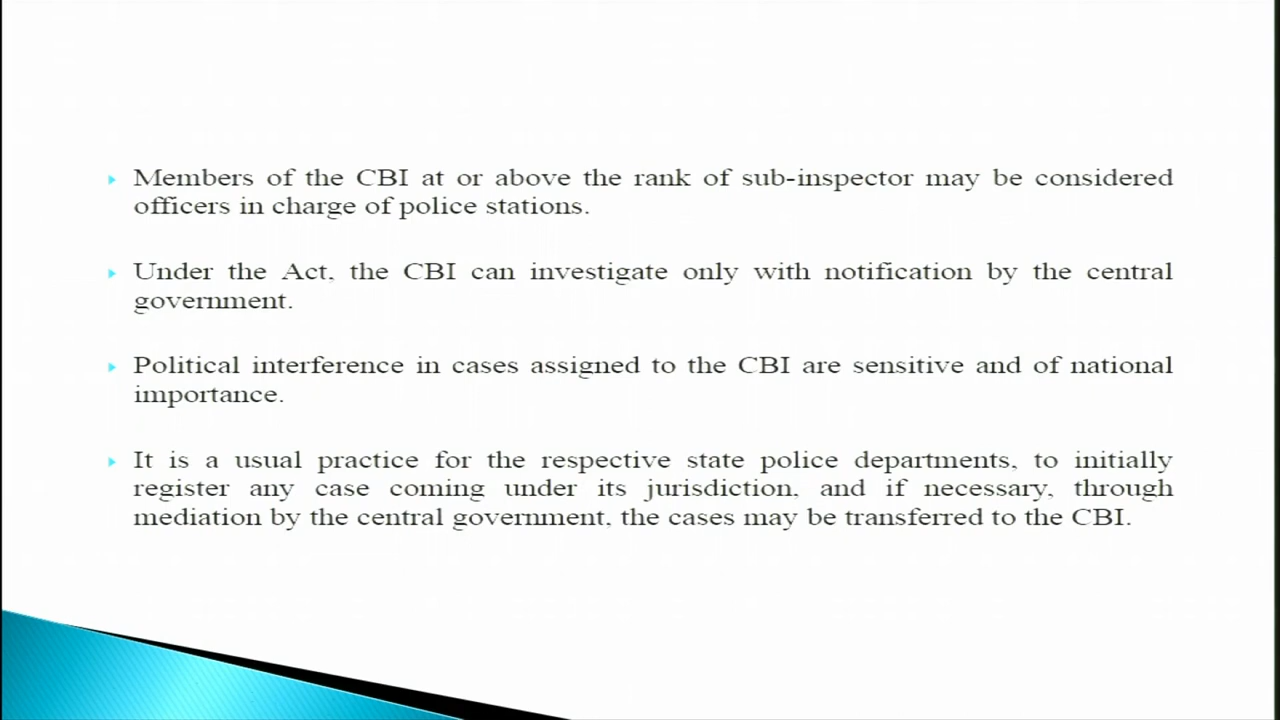 Members of the CBI at or above the rank of sub-inspector may be considered
officers in charge of police stations.
Under the Act, the CBI can investigate only with notification by the central
government.
Political interference in cases assigned to the CBI are sensitive and of national
importance.
It is a usual practice for the respective state police departments, to initially
register any case coming under its jurisdiction, and if necessary, through
mediation by the central government, the cases may be transferred to the CBI.